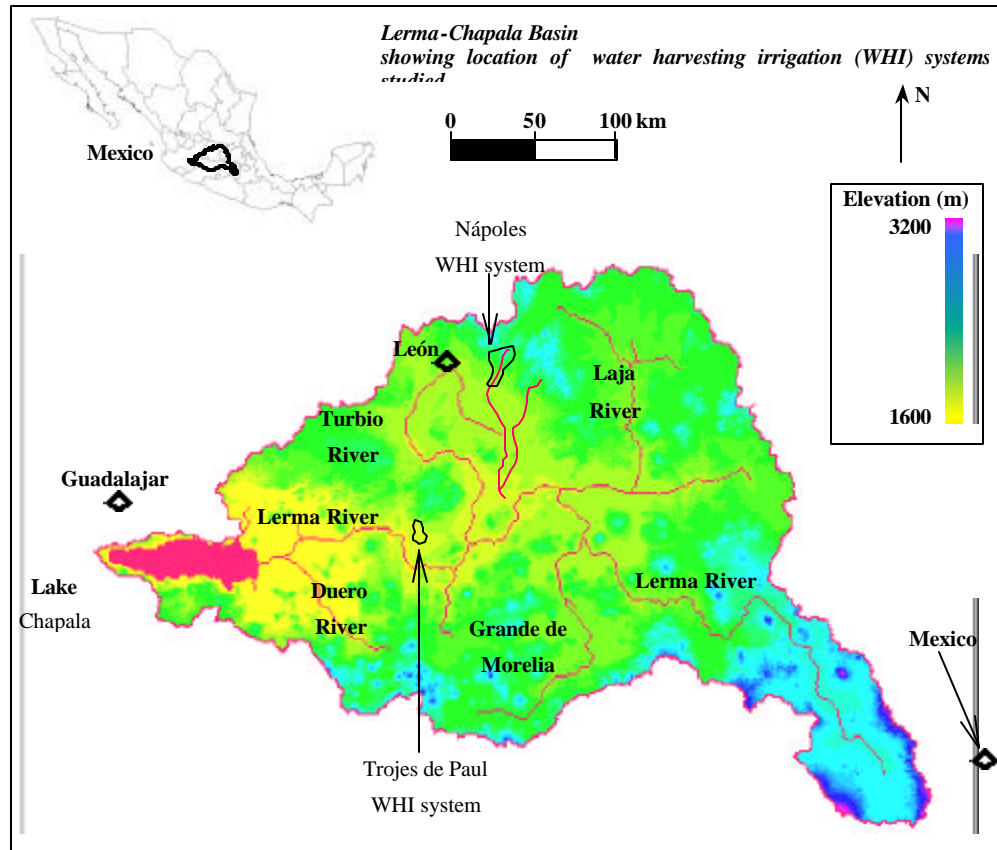 Lerma-Chapala Basin
showing location of water harvesting irrigation (WHI) systems
studied
N
0 50 100 km
Mexico
Elevation (m)
3200
1600
Nápoles
WHI system
León
Laja
River
Turbio
River
Guadalajar
Lerma River
Lake
Chapala
Duero
River
Lerma River
Grande de
Morelia
Mexico
Trojes de Paul
WHI system